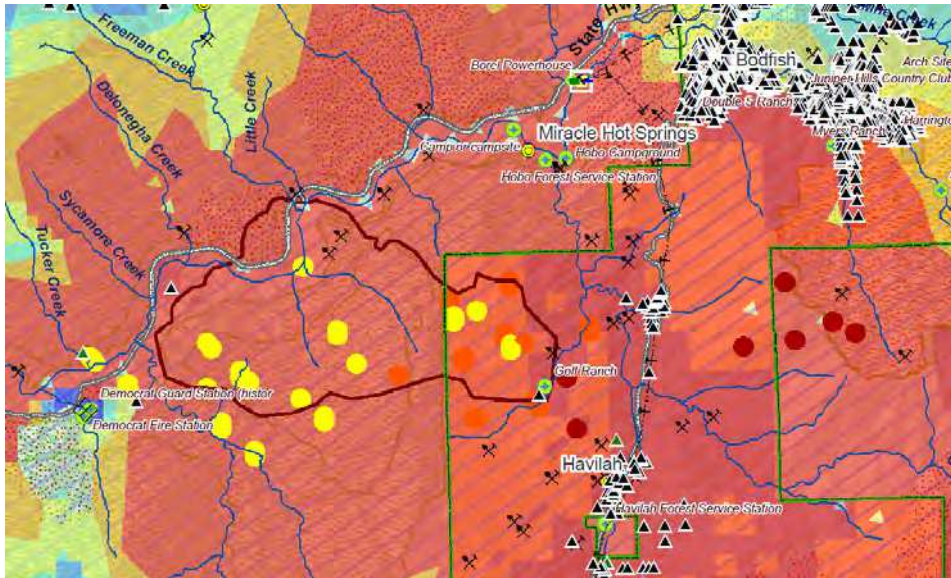 Freeman Creek
State Hwy
Arch Site
Delonegha Creek
Little Creek
Borel Powerhouse
Bodfish
Juniper Hills Country Club
Double S Ranch
Harrington
Myers Ranch
Miracle Hot Springs
Campsite
Hobo Campground
Hobo Forest Service Station
Sycamore Creek
Tucker Creek
Goff Ranch
Democrat Guard Station (histor
Democrat Fire Station
Havilah
Havilah Forest Service Station